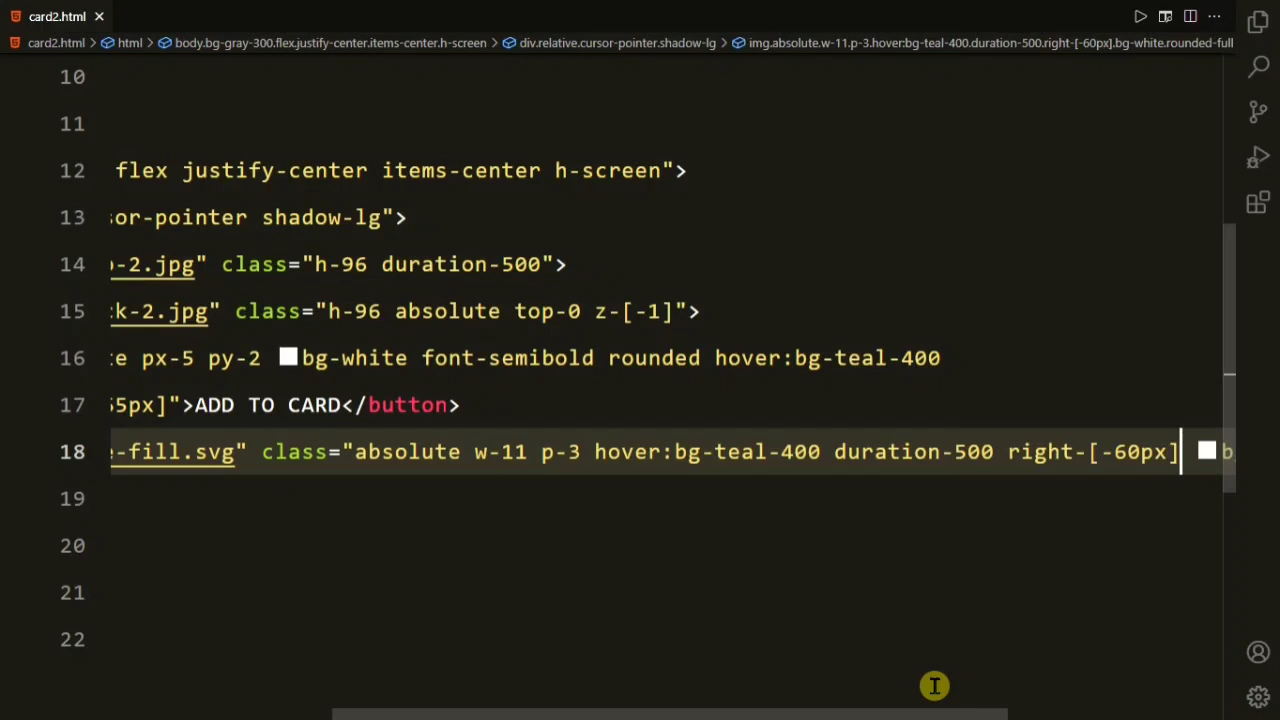 card2.html
card2.html > html > body.bg-gray-300.flex.justify-center.items-center.h-screen > div.relative.cursor-pointer.shadow-lg > img.absolute.w-11.p-3.hover:bg-teal-400.duration-500.right-[-60px].bg-white.rounded-full
10
11
12 flex justify-center items-center h-screen">
13 sor-pointer shadow-lg">
14 -2.jpg" class="h-96 duration-500">
15 ck-2.jpg" class="h-96 absolute top-0 z-[-1]">
16 te px-5 py-2 bg-white font-semibold rounded hover:bg-teal-400
17 55px]">ADD TO CARD</button>
18 e-fill.svg" class="absolute w-11 p-3 hover:bg-teal-400 duration-500 right-[-60px] b
19
20
21
22